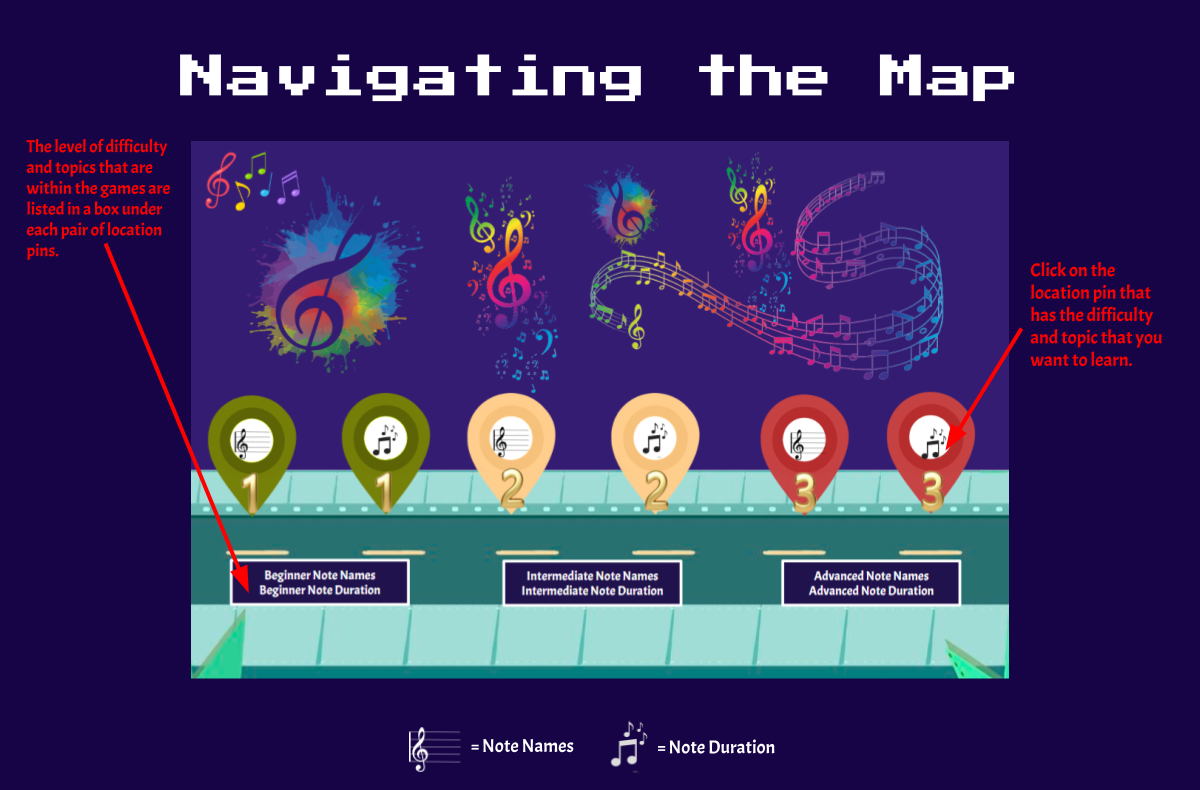 Navigating the Map
The level of difficulty
and topics that are
within the games are
listed in a box under
each pair of location
pins.
Click on the
location pin that
has the difficulty
and topic that you
want to learn.
1
1
2
2
3
3
Beginner Note Names
Beginner Note Duration
Intermediate Note Names
Intermediate Note Duration
Advanced Note Names
Advanced Note Duration
= Note Names
= Note Duration